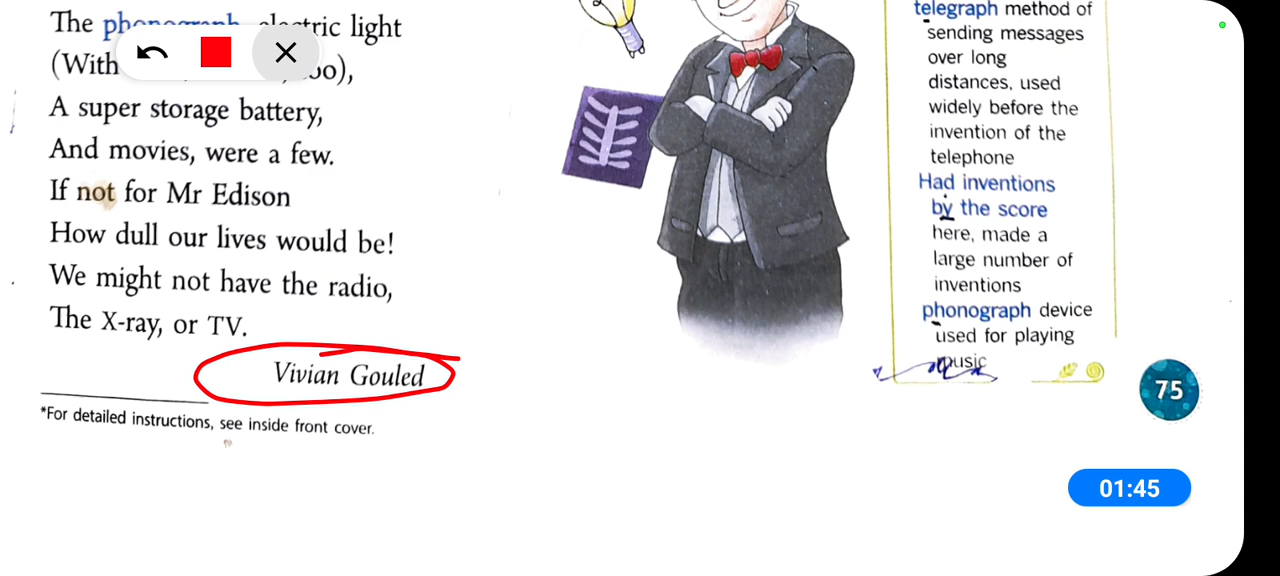 The phonograph, electric light
(With
too),
A super storage battery,
And movies, were a few.
If not for Mr Edison
How dull our lives would be!
We might not have the radio,
The X-ray, or TV.
Vivian Gouled
*For detailed instructions, see inside front cover.
telegraph method of
sending messages
over long
distances, used
widely before the
invention of the
telephone
Had inventions
by the score
here, made a
large number of
inventions
phonograph device
used for playing
music
75
01:45